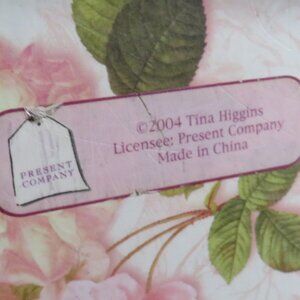 ©2004 Tina Higgins
Licensee: Present Company
Made in China
PRESENT
COMPANY